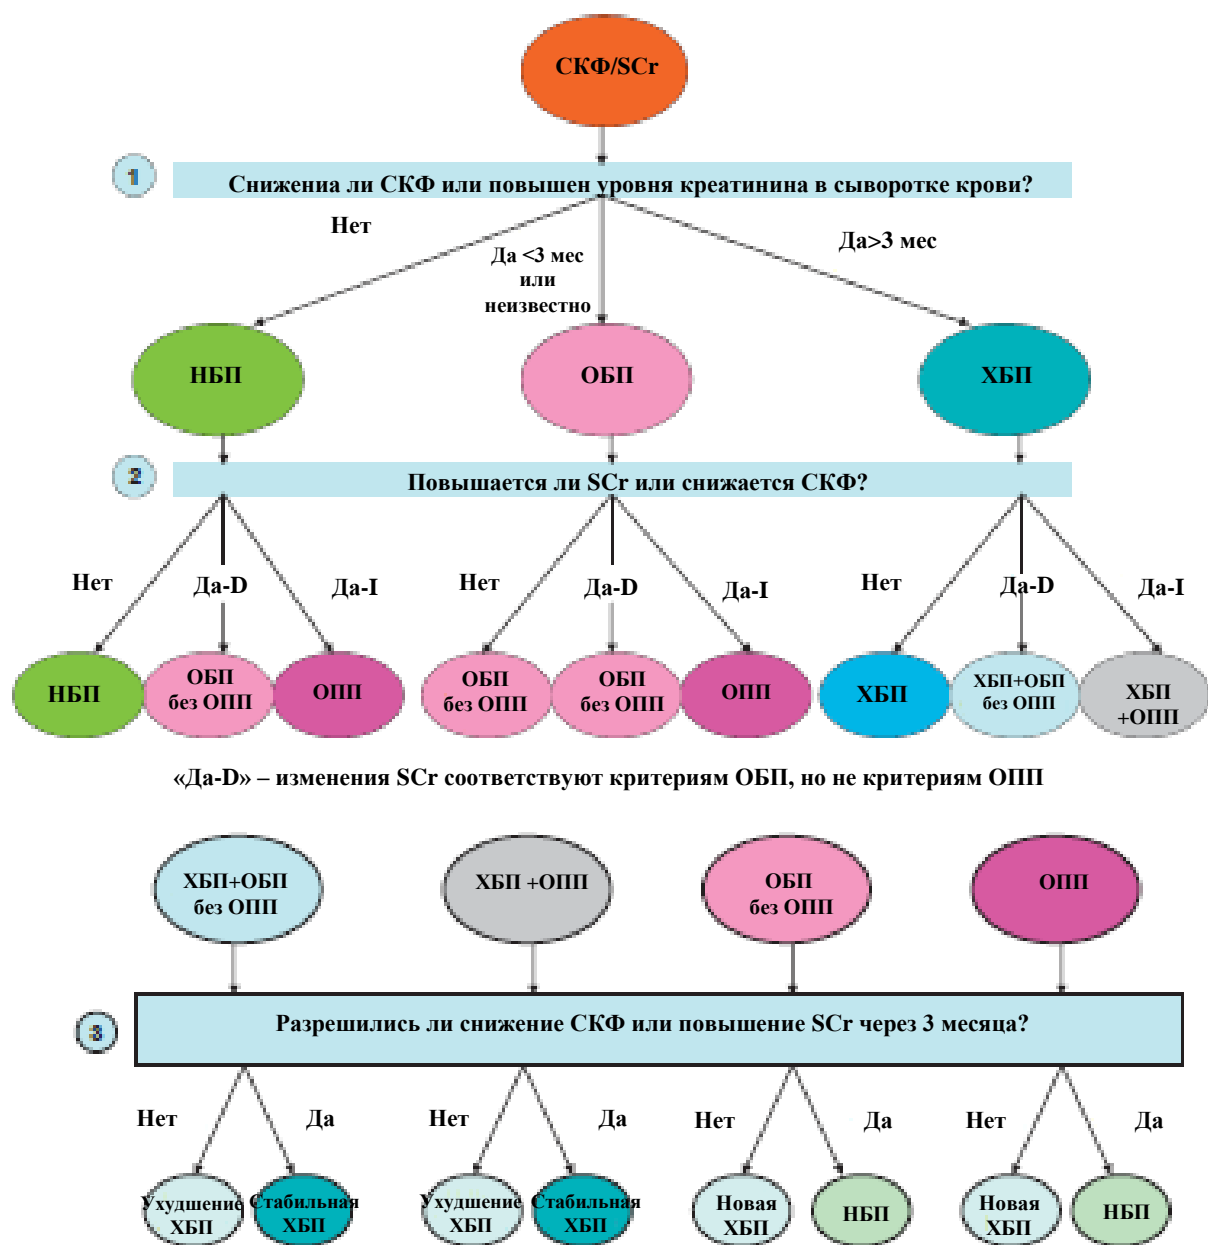 СКФ/SCr
1
Снижениа ли СКФ или повышен уровня креатинина в сыворотке крови?
Нет
Да <3 мес
или
неизвестно
Да>3 мес
НБП
ОБП
ХБП
2
Повышается ли SCr или снижается СКФ?
Нет
Да-D
Да-I
Нет
Да-D
Да-I
Нет
Да-D
Да-I
НБП
ОБП
без ОПП
ОПП
ОБП
без ОПП
ОБП
без ОПП
ОПП
ХБП
ХБП+ОБП
без ОПП
ХБП
+ОПП
«Да-D» – изменения SCr соответствуют критериям ОБП, но не критериям ОПП
ХБП+ОБП
без ОПП
ХБП +ОПП
ОБП
без ОПП
ОПП
3
Разрешились ли снижение СКФ или повышение SCr через 3 месяца?
Нет
Да
Нет
Да
Нет
Да
Нет
Да
Ухудшение
ХБП
Стабильная
ХБП
Ухудшение
ХБП
Стабильная
ХБП
Новая
ХБП
НБП
Новая
ХБП
НБП